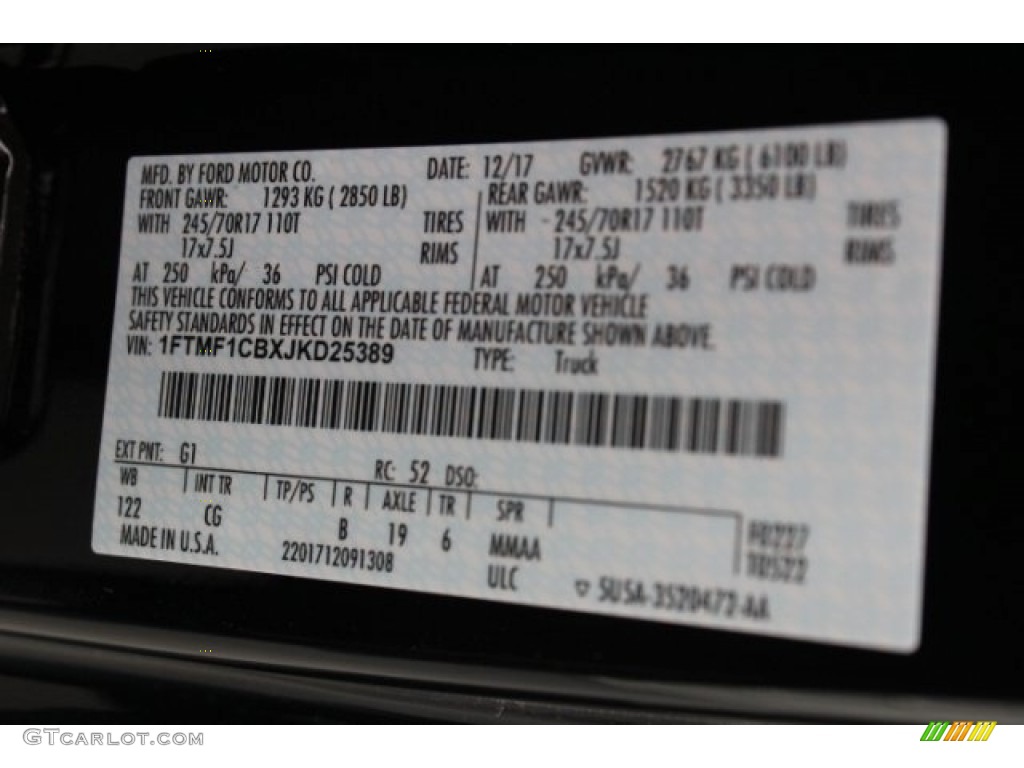 MFD. BY FORD MOTOR CO. DATE: 12/17 GVWR: 2767 KG ( 6100 LB)
FRONT GAWR: 1293 KG ( 2850 LB) REAR GAWR: 1520 KG ( 3350 LB)
WITH 245/70R17 110T TIRES WITH - 245/70R17 110T TIRES
17x7.5J RIMS 17x7.5J RIMS
AT 250 kPa/ 36 PSI COLD AT 250 kPa/ 36 PSI COLD
THIS VEHICLE CONFORMS TO ALL APPLICABLE FEDERAL MOTOR VEHICLE
SAFETY STANDARDS IN EFFECT ON THE DATE OF MANUFACTURE SHOWN ABOVE.
VIN: 1FTMF1CBXJKD25389 TYPE: Truck
EXT PNT: G1 RC: 52 DSO:
WB INT TR TP/PS R AXLE TR SPR
122 CG B 19 6 MMAA
MADE IN U.S.A. 2201712091308 ULC ▽ 5U5A-3520472-AA
GTcarlot.com